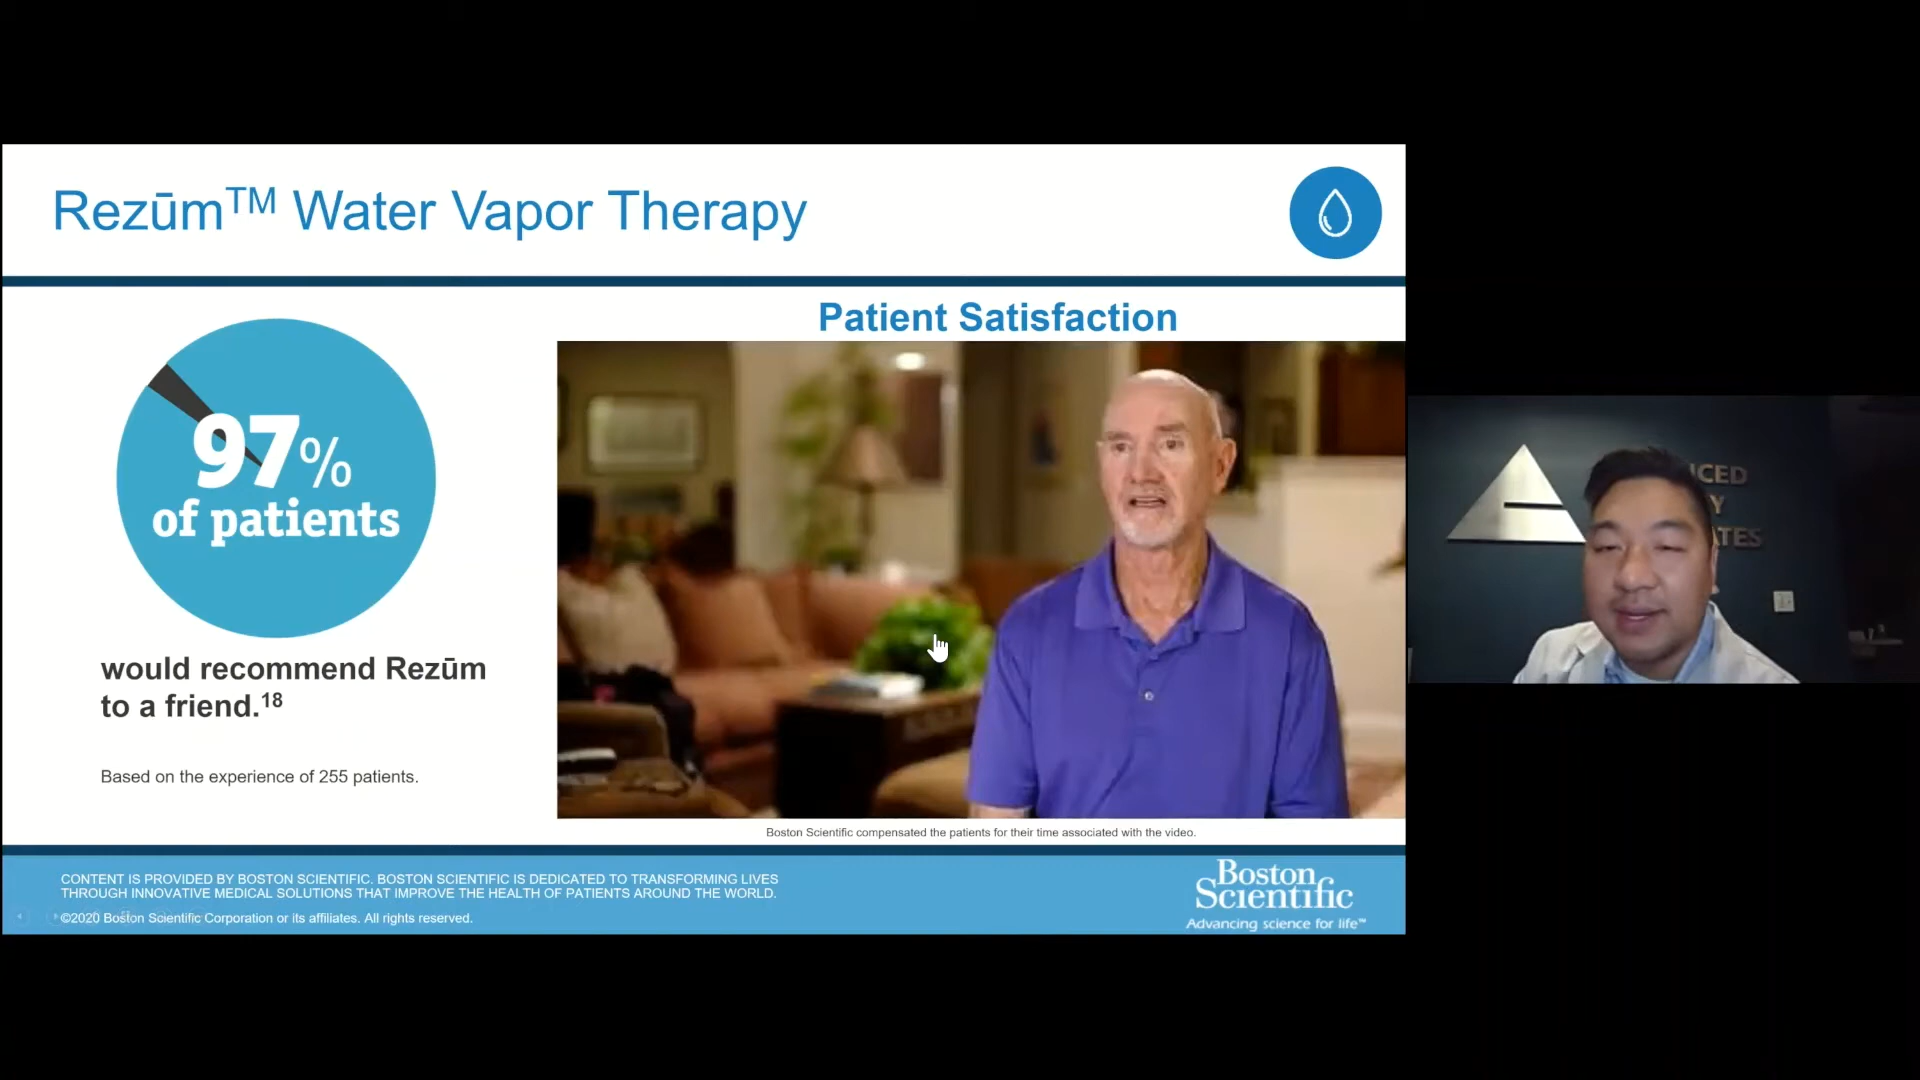 Rezūm™ Water Vapor Therapy
Patient Satisfaction
97%
of patients
would recommend Rezūm
to a friend.18
Based on the experience of 255 patients.
Boston Scientific compensated the patients for their time associated with the video.
CONTENT IS PROVIDED BY BOSTON SCIENTIFIC. BOSTON SCIENTIFIC IS DEDICATED TO TRANSFORMING LIVES
THROUGH INNOVATIVE MEDICAL SOLUTIONS THAT IMPROVE THE HEALTH OF PATIENTS AROUND THE WORLD.
©2020 Boston Scientific Corporation or its affiliates. All rights reserved.
Boston
Scientific
Advancing science for life™